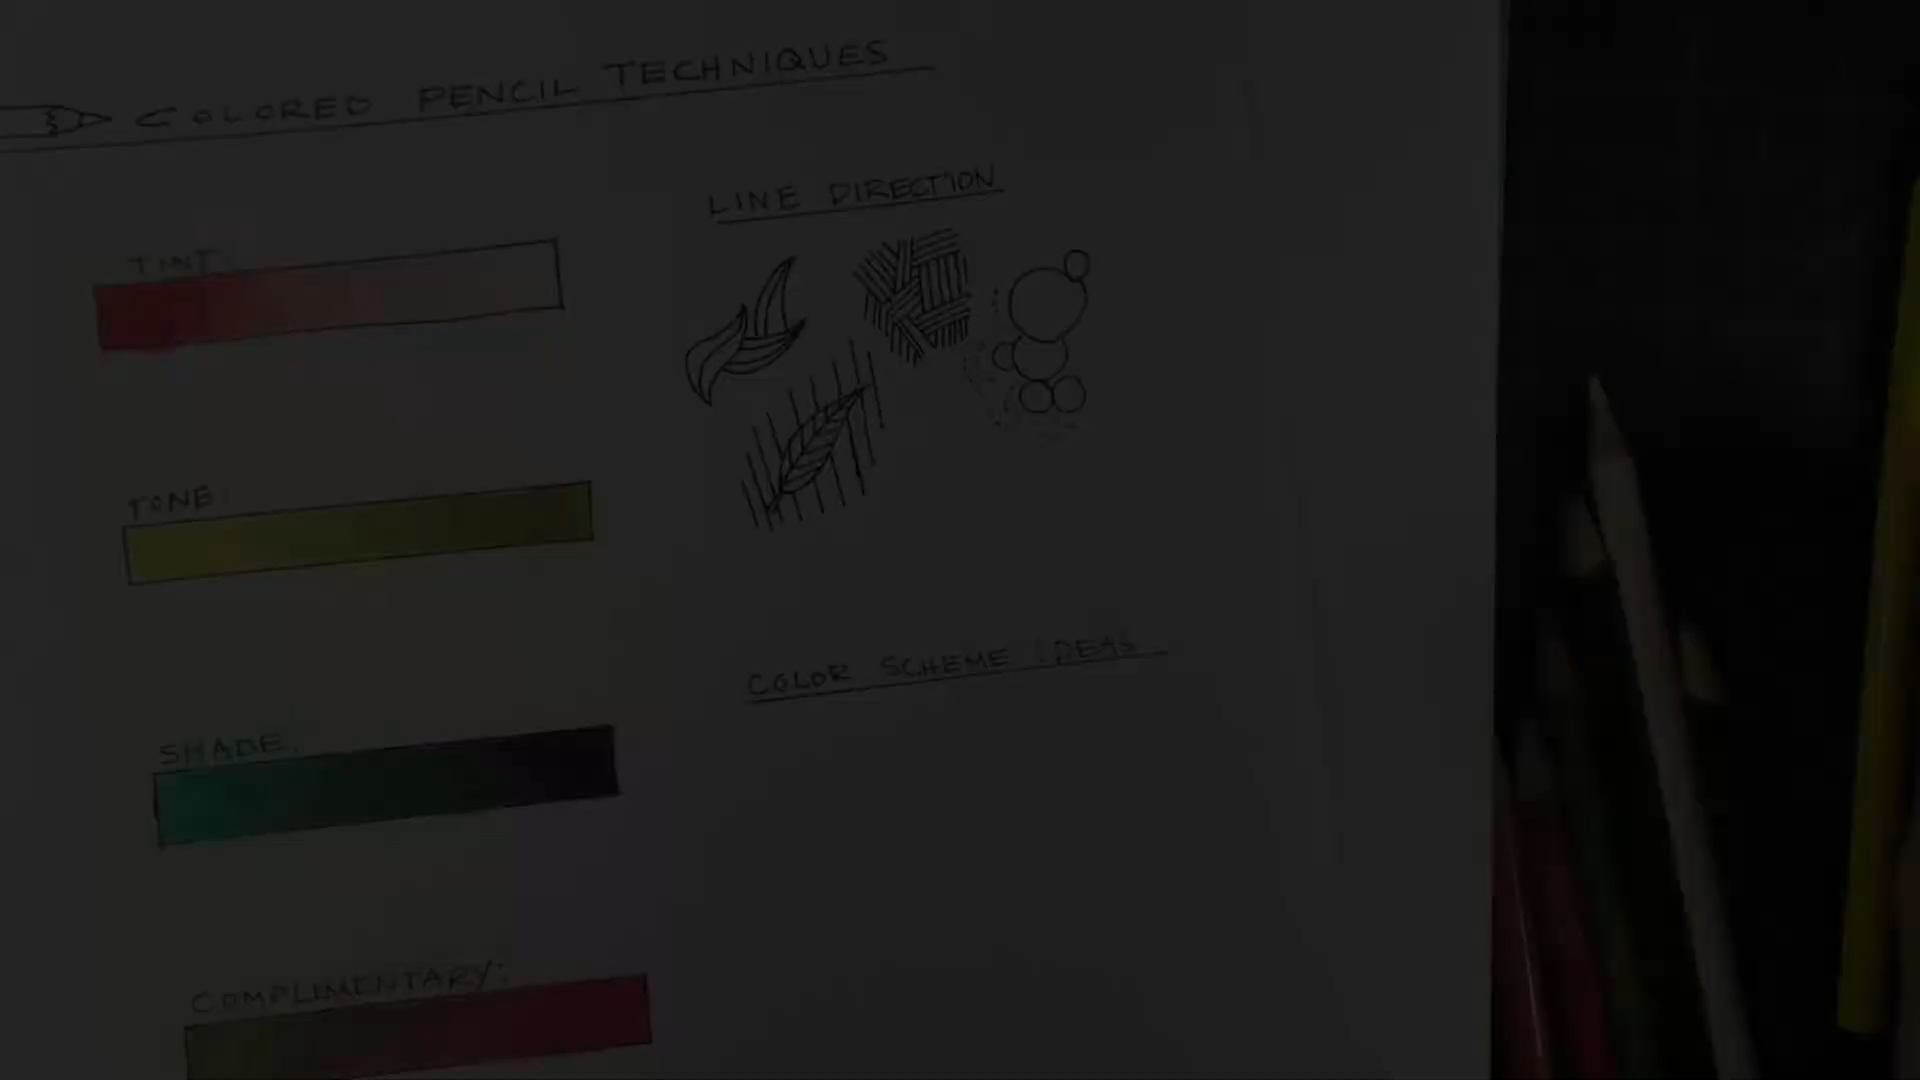 COLORED PENCIL TECHNIQUES
TINT:
TONE:
SHADE:
COMPLIMENTARY:
LINE DIRECTION
COLOR SCHEME IDEAS